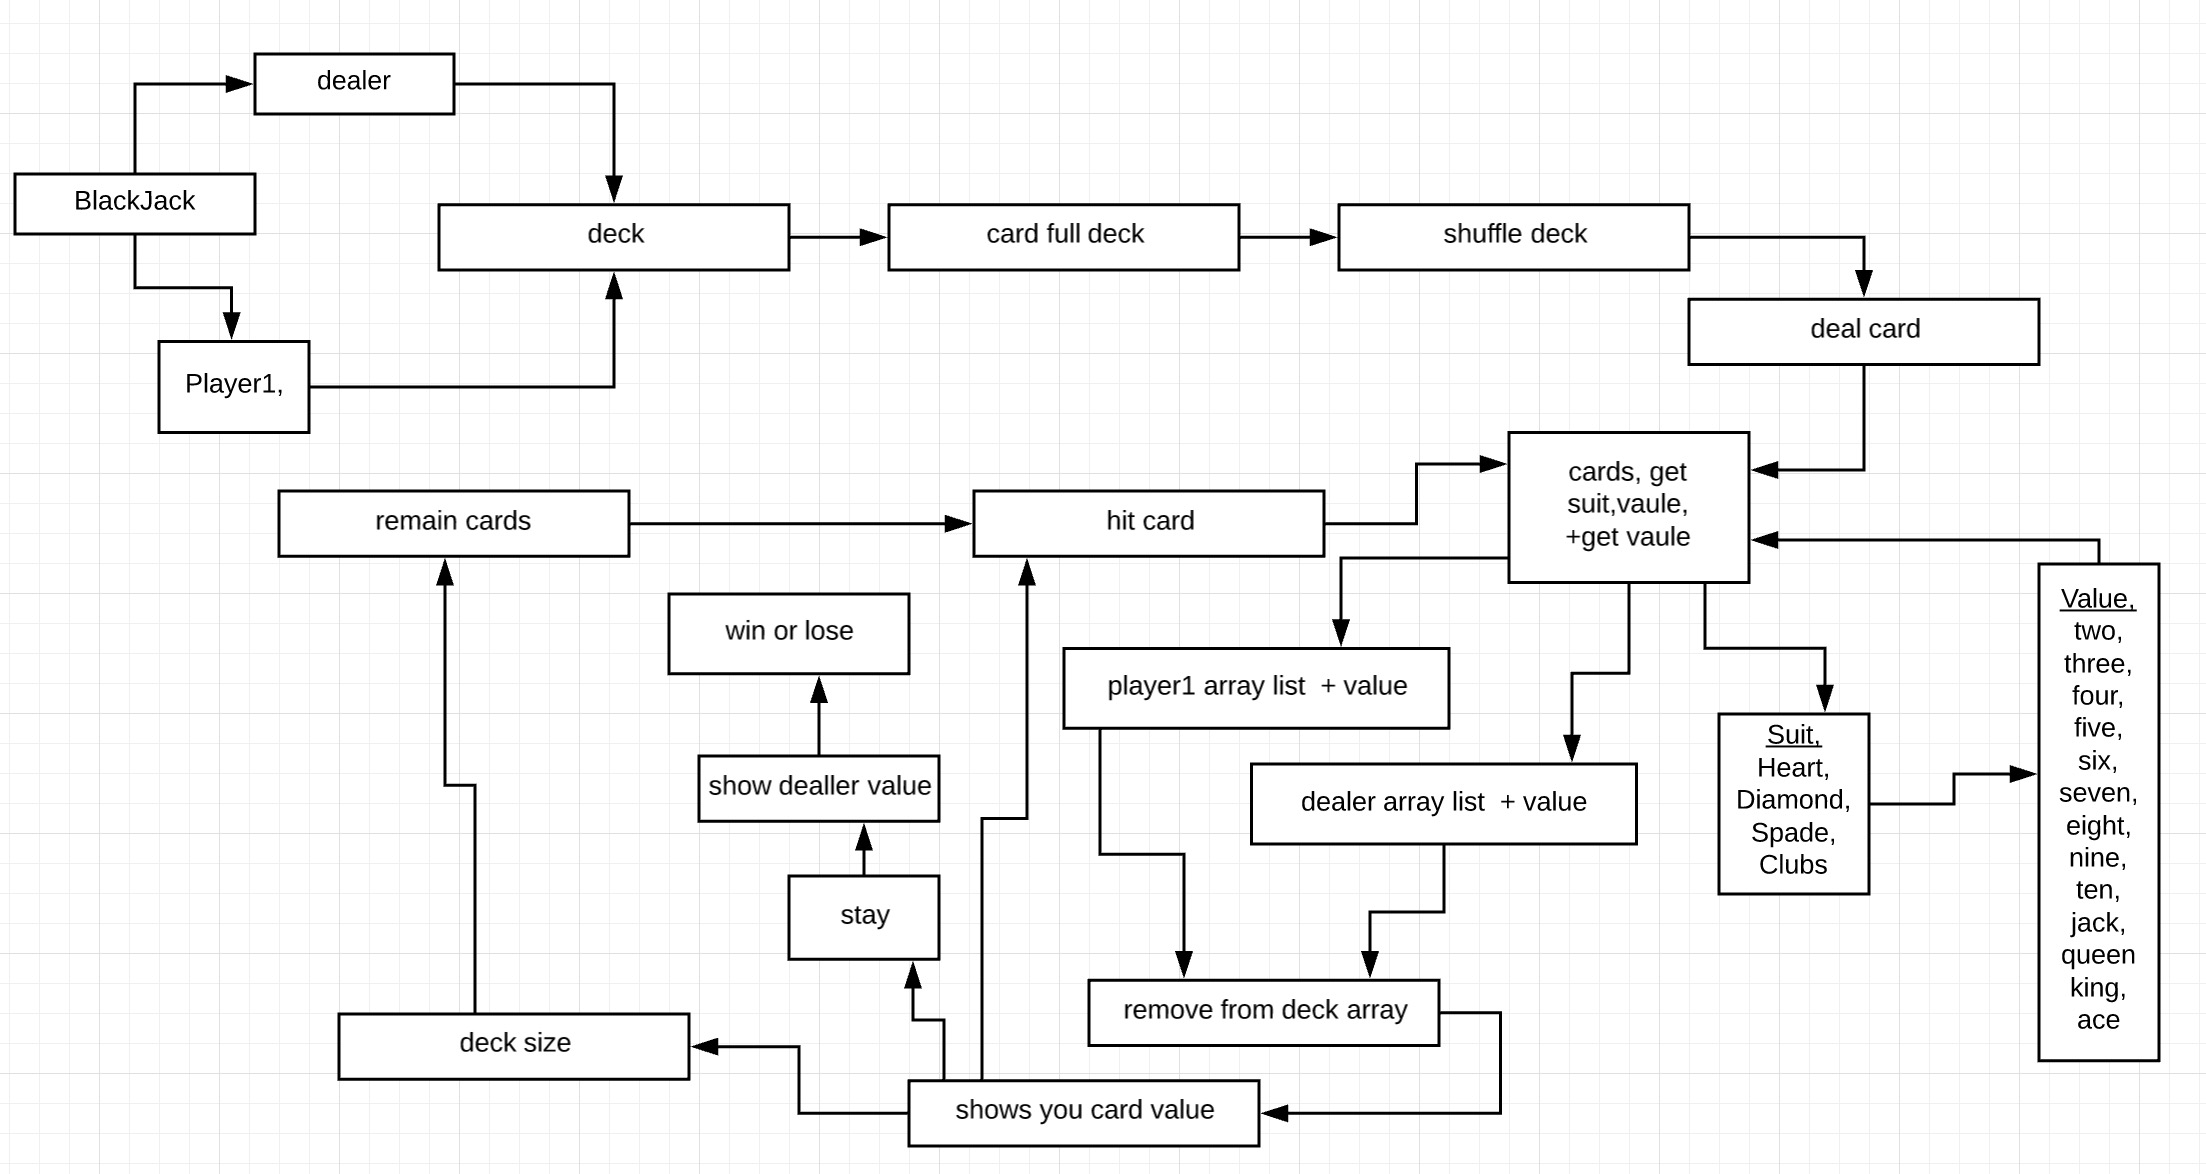 dealer
BlackJack
deck
card full deck
shuffle deck
deal card
Player1,
cards, get
suit,vaule,
+get vaule
remain cards
hit card
win or lose
player1 array list + value
show dealler value
dealer array list + value
Suit,
Heart,
Diamond,
Spade,
Clubs
Value,
two,
three,
four,
five,
six,
seven,
eight,
nine,
ten,
jack,
queen
king,
ace
stay
remove from deck array
deck size
shows you card value